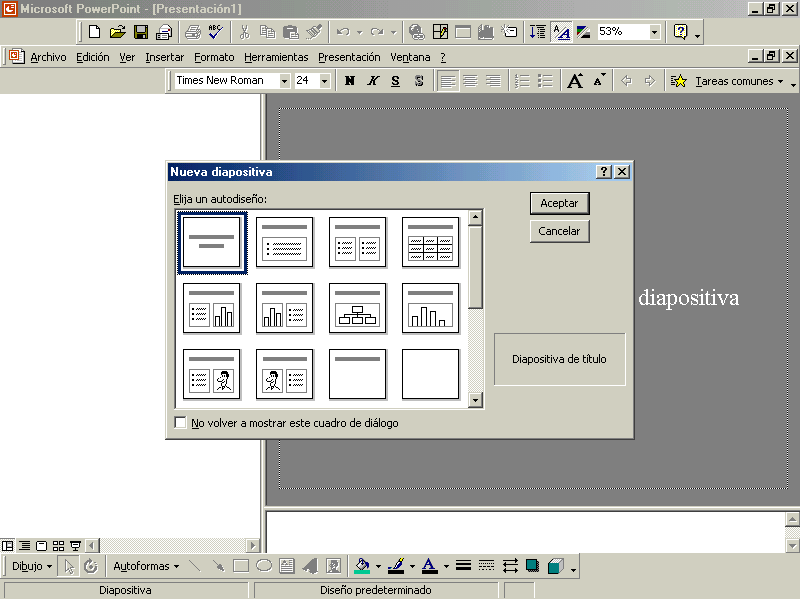 Microsoft PowerPoint - [Presentación1]
ABC
53%
?
Archivo Edición Ver Insertar Formato Herramientas Presentación Ventana ?
Times New Roman 24 N K S S A A Tareas comunes
Nueva diapositiva
Elija un autodiseño:
Aceptar
Cancelar
diapositiva
Diapositiva de título
No volver a mostrar este cuadro de diálogo
Dibujo Autoformas A
Diapositiva Diseño predeterminado